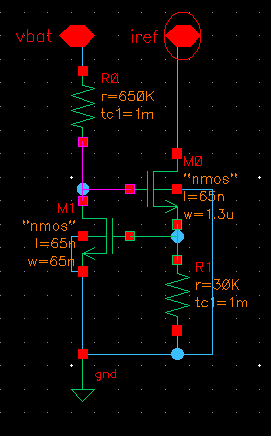 vbat
iref
R0
r=650K
tc1=1m
M0
"nmos"
l=65n
w=1.3u
M1
"nmos"
l=65n
w=65n
R1
r=30K
tc1=1m
gnd